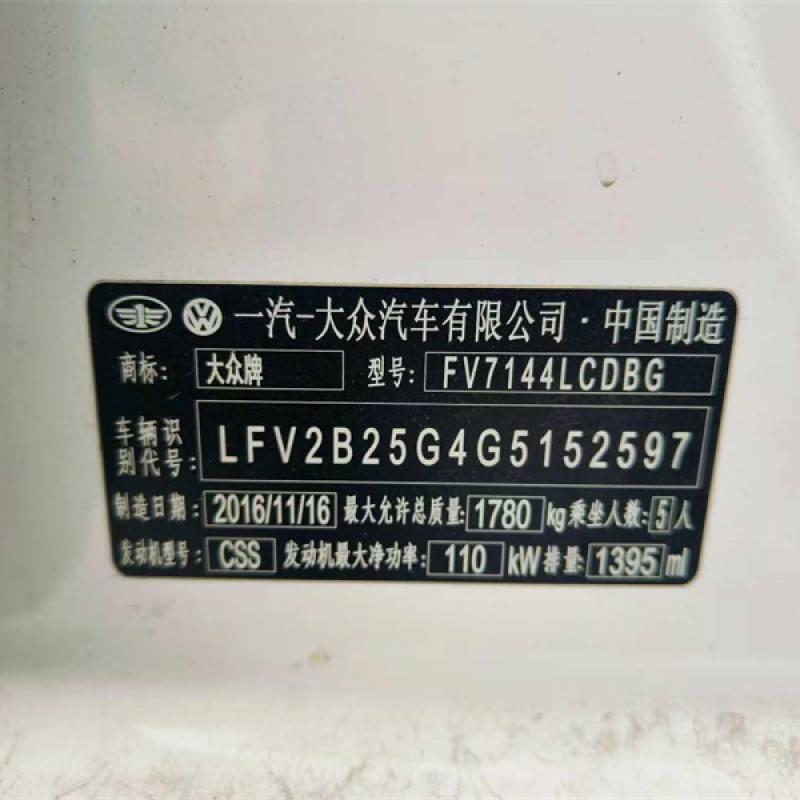 一汽-大众汽车有限公司·中国制造
商标: 大众牌 型号: FV7144LCDBG
车辆识别代号: LFV2B25G4G5152597
制造日期: 2016/11/16 最大允许总质量: 1780 kg 乘坐人数: 5 人
发动机型号: CSS 发动机最大净功率: 110 kW 排量: 1395 ml